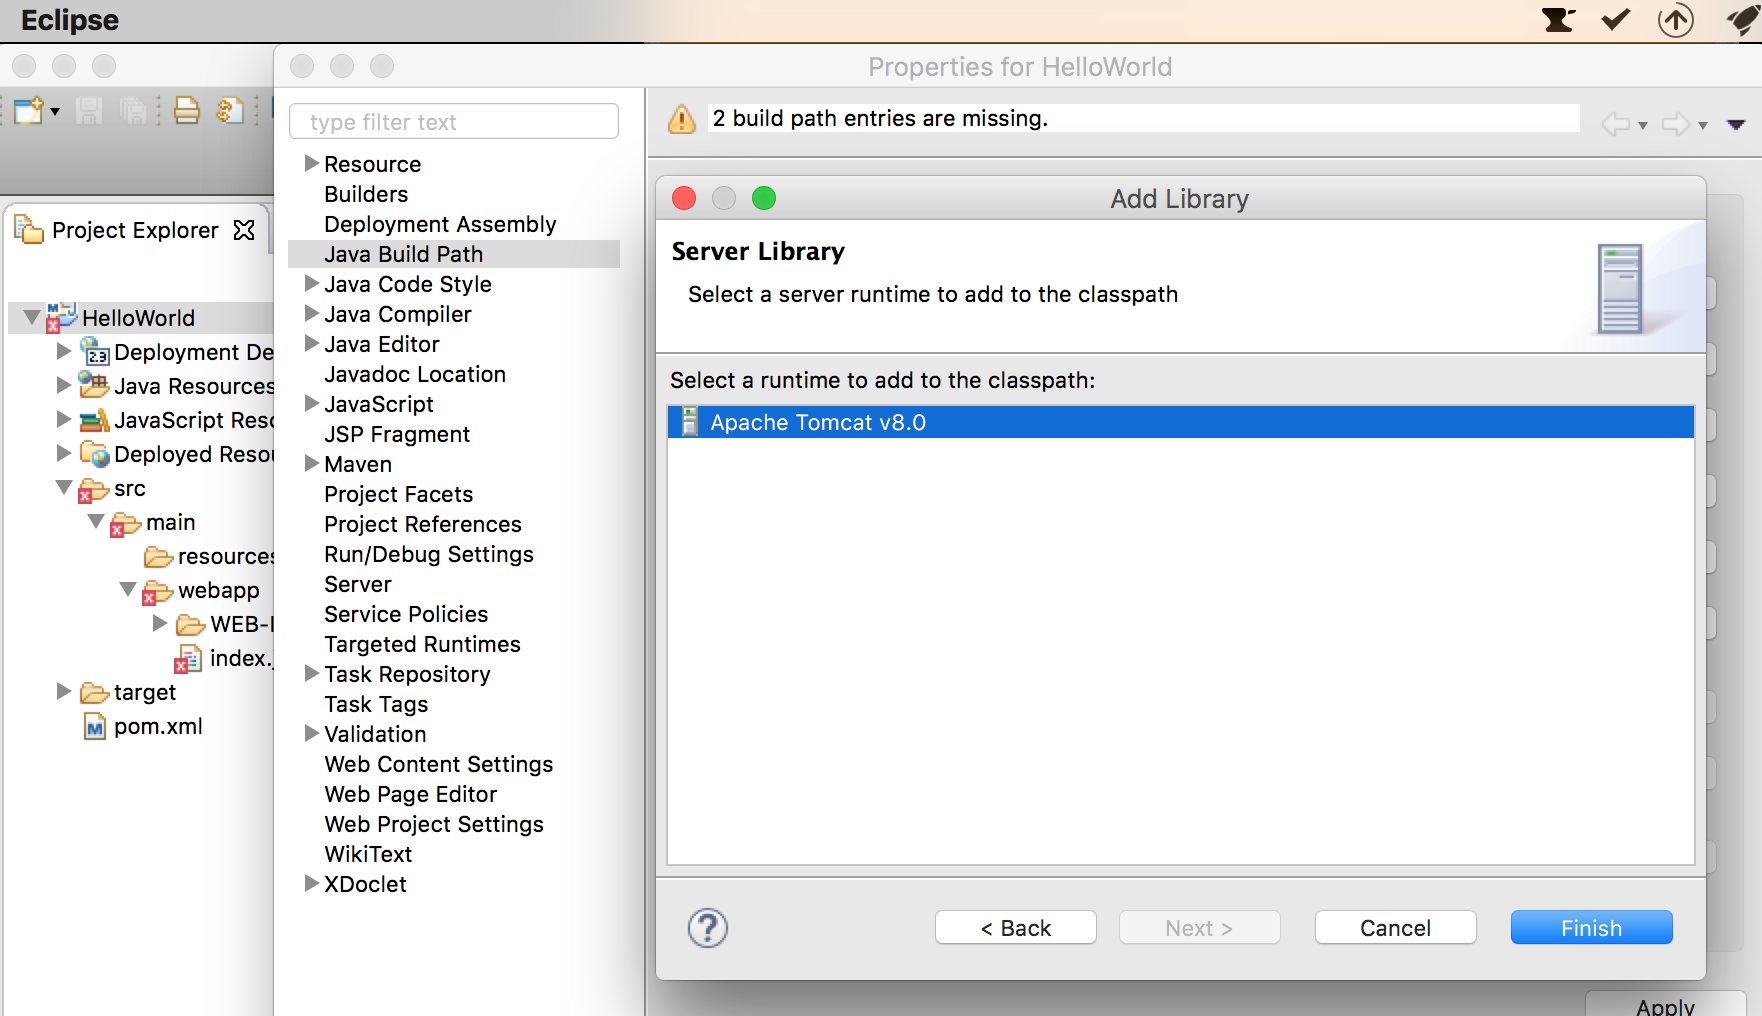 Eclipse
Properties for HelloWorld
type filter text
2 build path entries are missing.
Resource
Builders
Deployment Assembly
Java Build Path
Java Code Style
Java Compiler
Java Editor
Javadoc Location
JavaScript
JSP Fragment
Maven
Project Facets
Project References
Run/Debug Settings
Server
Service Policies
Targeted Runtimes
Task Repository
Task Tags
Validation
Web Content Settings
Web Page Editor
Web Project Settings
WikiText
XDoclet
Project Explorer
HelloWorld
2.3 Deployment De
Java Resources
JavaScript Reso
Deployed Resou
src
main
resources
webapp
WEB-I
index.j
target
M pom.xml
Add Library
Server Library
Select a server runtime to add to the classpath
Select a runtime to add to the classpath:
Apache Tomcat v8.0
?
< Back
Next >
Cancel
Finish
Apply